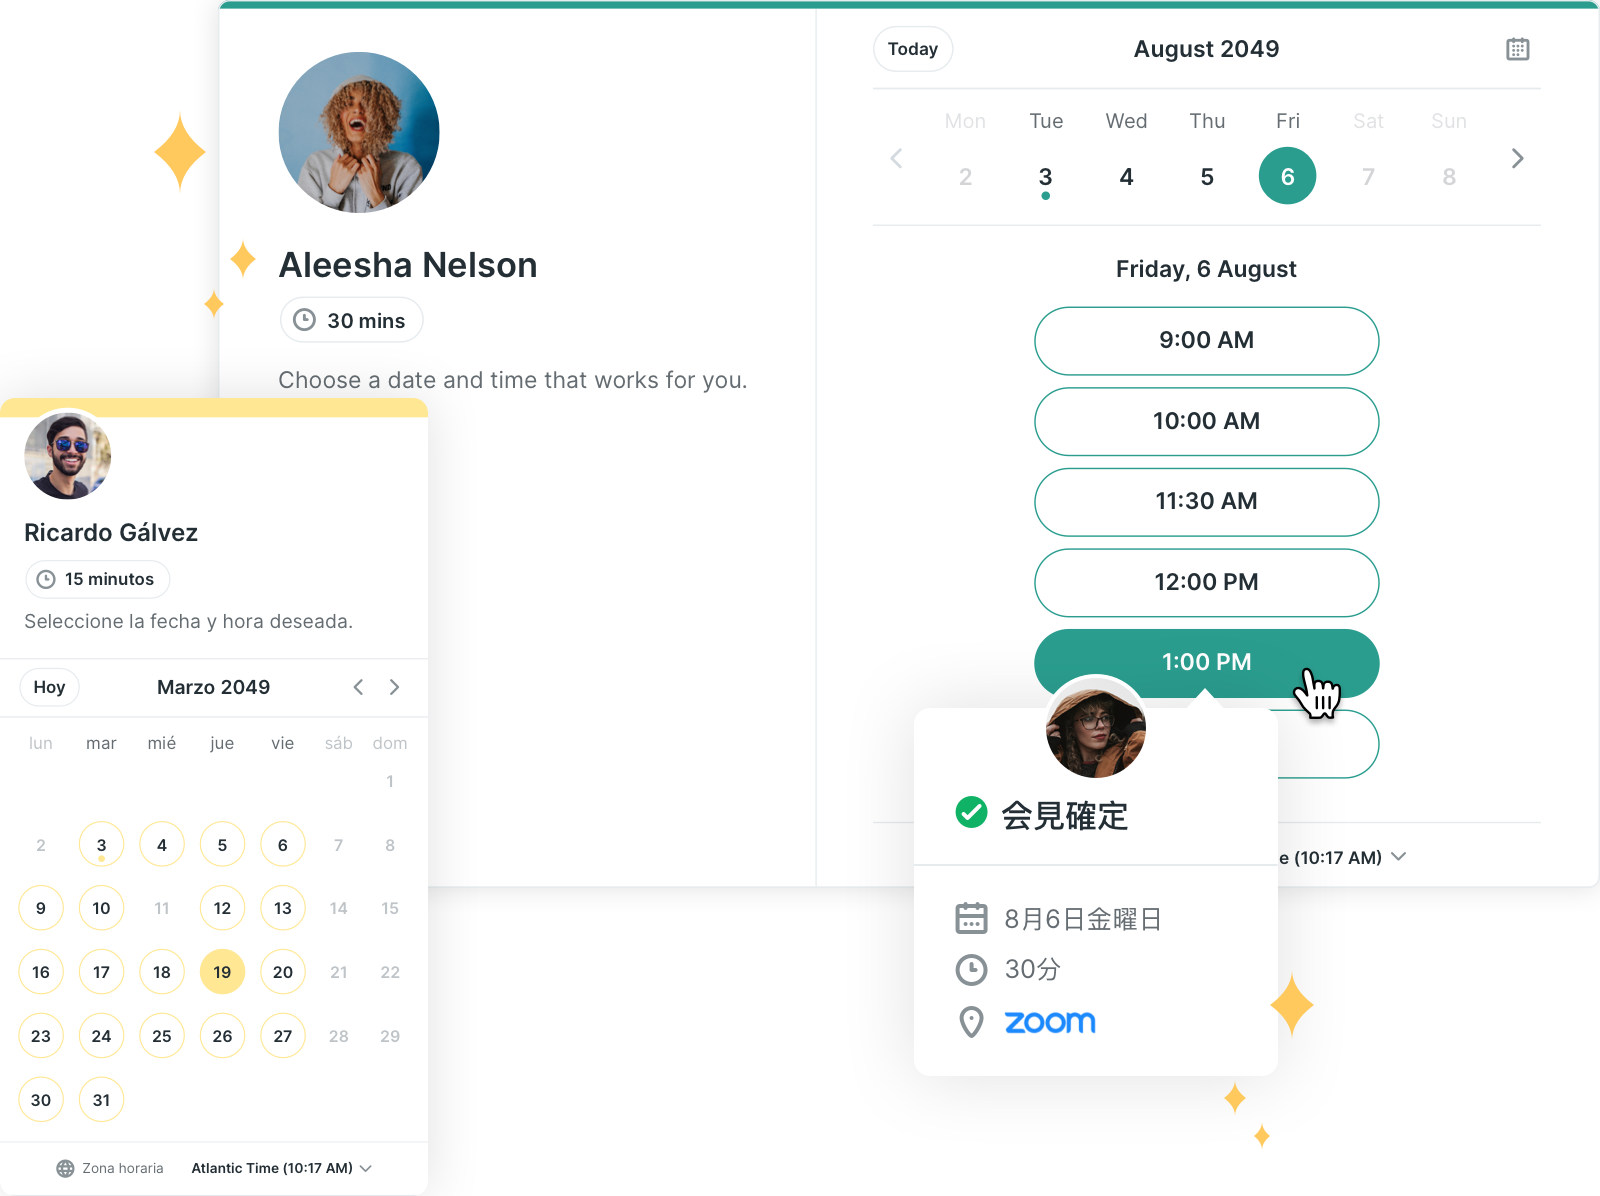 Aleesha Nelson
30 mins
Choose a date and time that works for you.
Today
August 2049
Mon Tue Wed Thu Fri Sat Sun
2 3 4 5 6 7 8
Friday, 6 August
9:00 AM
10:00 AM
11:30 AM
12:00 PM
1:00 PM
e (10:17 AM)
会見確定
8月6日金曜日
30分
zoom
Ricardo Gálvez
15 minutos
Seleccione la fecha y hora deseada.
Hoy
Marzo 2049
lun mar mié jue vie sáb dom
1
2 3 4 5 6 7 8
9 10 11 12 13 14 15
16 17 18 19 20 21 22
23 24 25 26 27 28 29
30 31
Zona horaria Atlantic Time (10:17 AM)